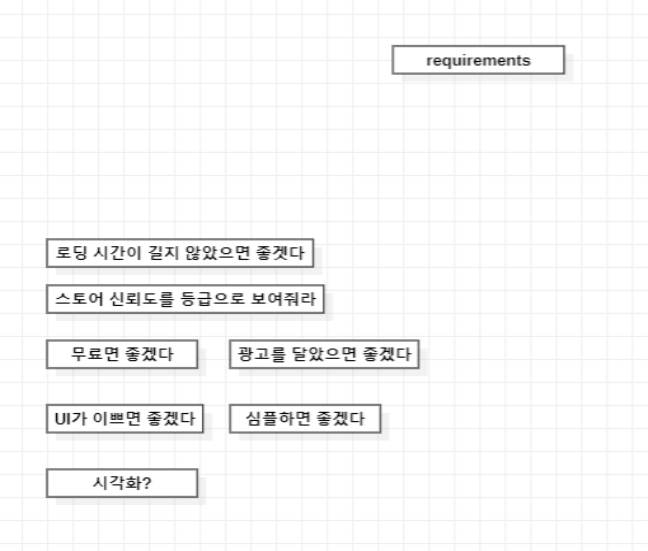 requirements
로딩 시간이 길지 않았으면 좋겟다
스토어 신뢰도를 등급으로 보여줘라
무료면 좋겠다
광고를 달았으면 좋겠다
UI가 이쁘면 좋겠다
심플하면 좋겠다
시각화?